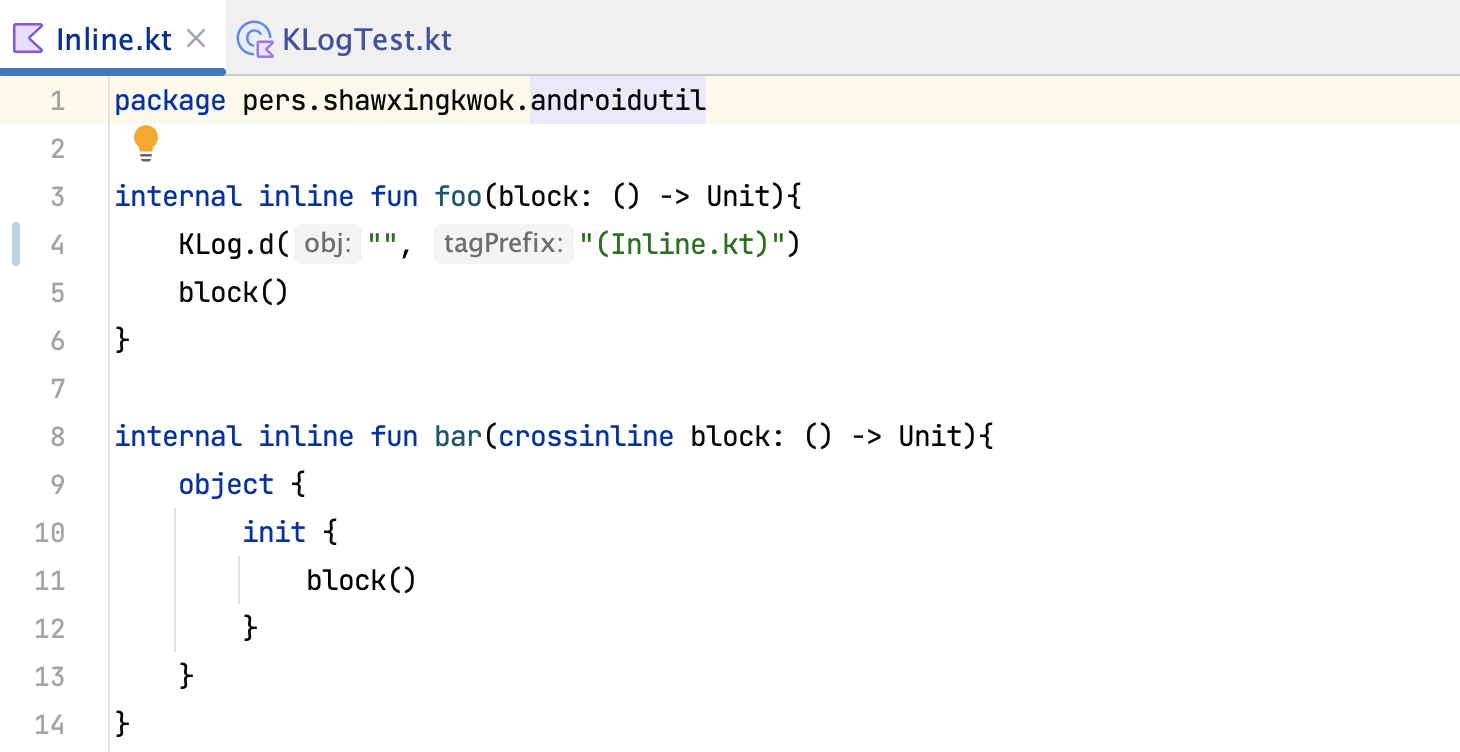 Inline.kt KLogTest.kt
1 package pers.shawxingkwok.androidutil
2
3 internal inline fun foo(block: () -> Unit){
4     KLog.d( obj: "", tagPrefix: "(Inline.kt)")
5     block()
6 }
7
8 internal inline fun bar(crossinline block: () -> Unit){
9     object {
10         init {
11             block()
12         }
13     }
14 }